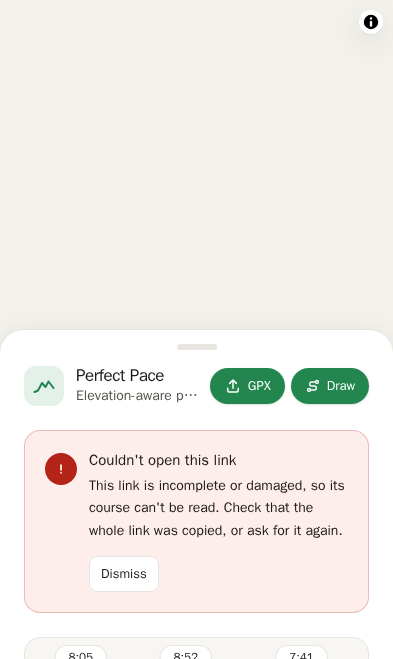 Perfect Pace
Elevation-aware p…
GPX
Draw
!
Couldn't open this link
This link is incomplete or damaged, so its
course can't be read. Check that the
whole link was copied, or ask for it again.
Dismiss
8:05
8:52
7:41